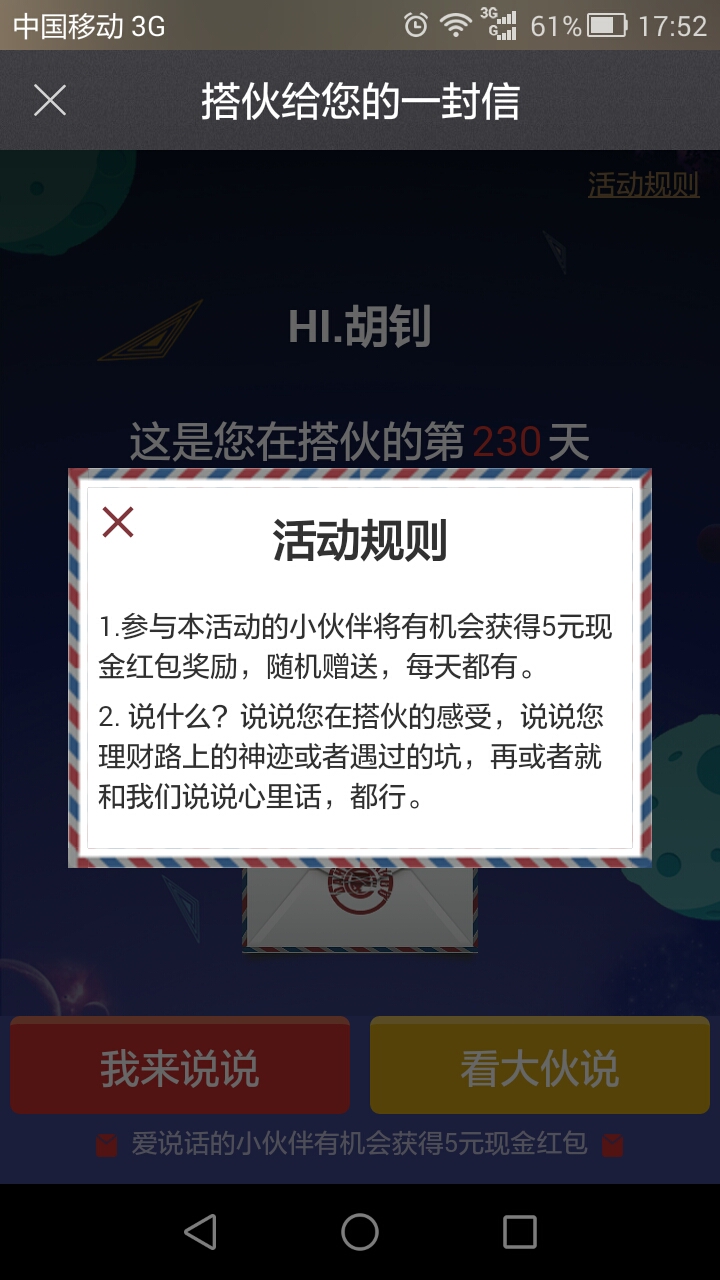 中国移动 3G
3G
G
61%
17:52
搭伙给您的一封信
活动规则
HI.胡钊
这是您在搭伙的第230天
活动规则
1.参与本活动的小伙伴将有机会获得5元现
金红包奖励，随机赠送，每天都有。
2. 说什么？说说您在搭伙的感受，说说您
理财路上的神迹或者遇过的坑，再或者就
和我们说说心里话，都行。
我来说说
看大伙说
爱说话的小伙伴有机会获得5元现金红包